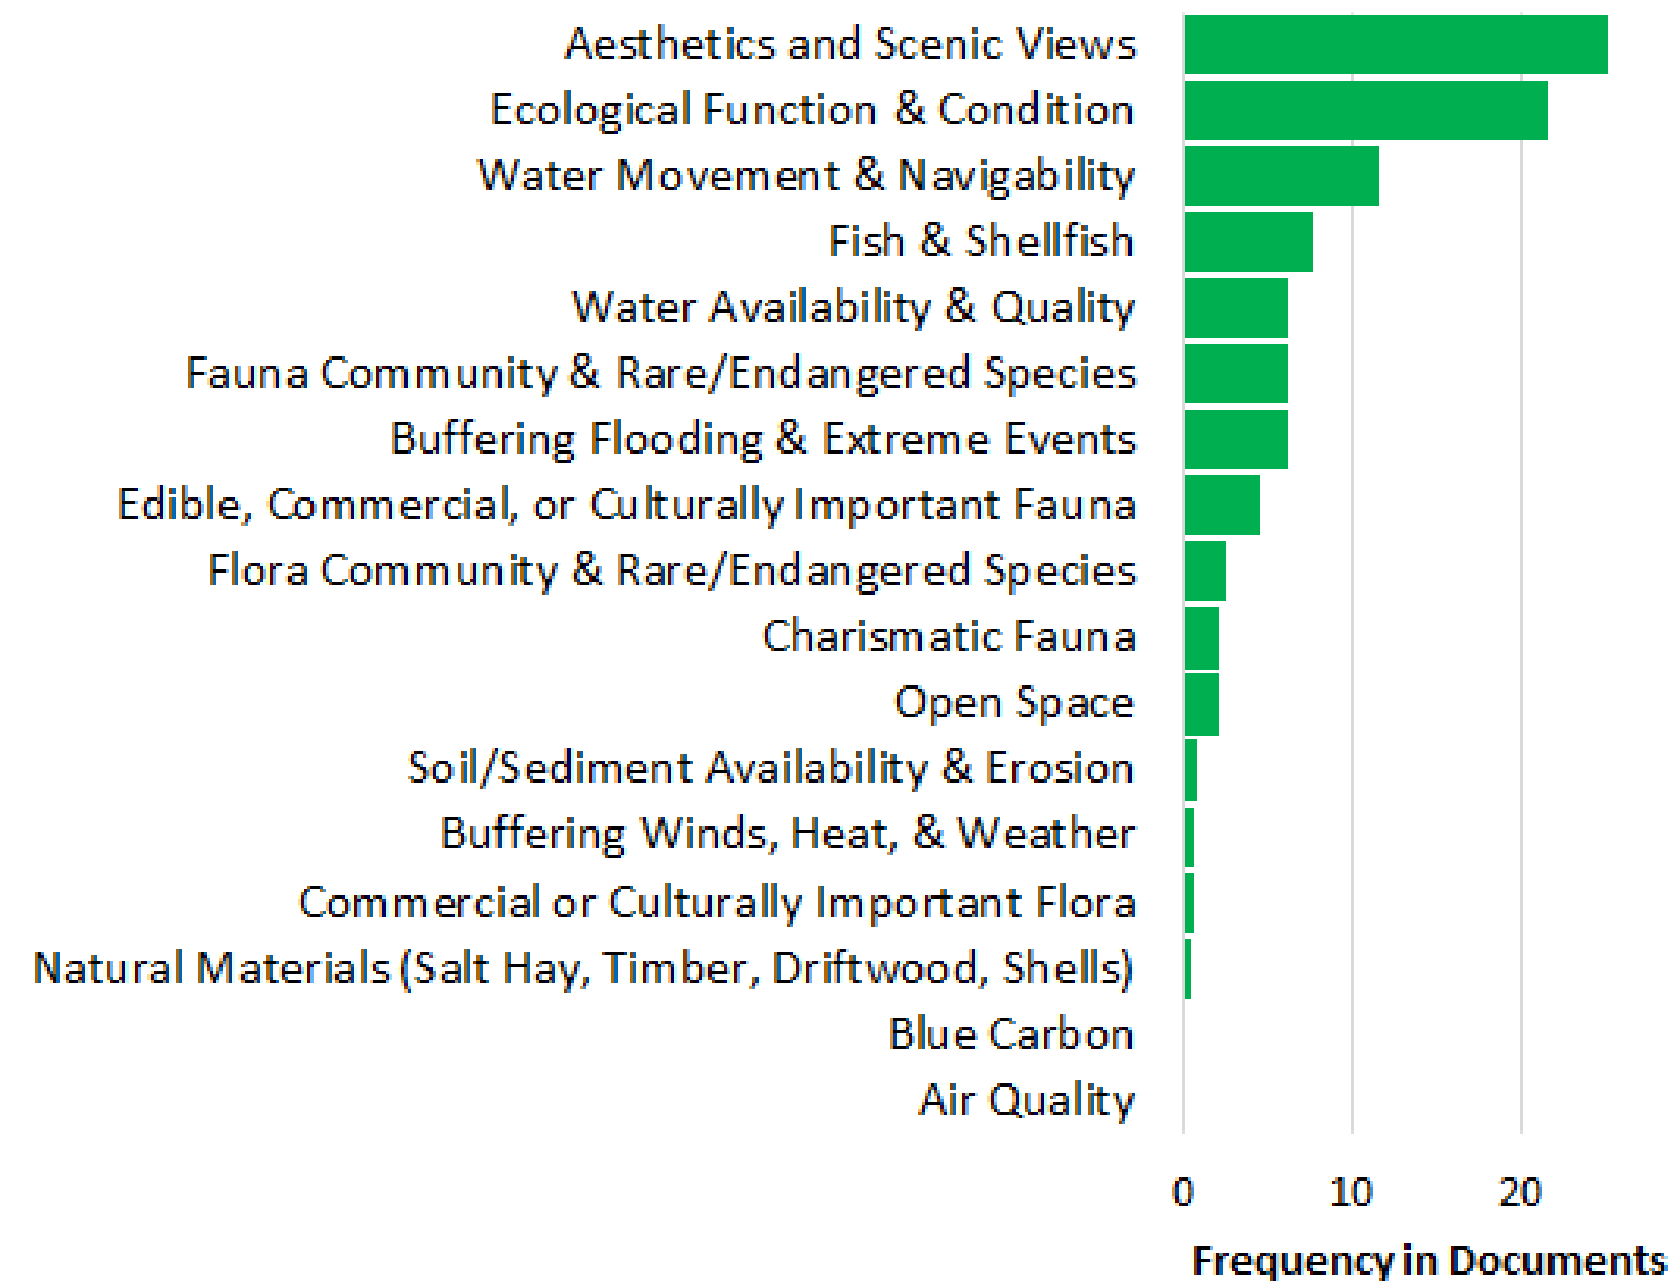 Aesthetics and Scenic Views
Ecological Function & Condition
Water Movement & Navigability
Fish & Shellfish
Water Availability & Quality
Fauna Community & Rare/Endangered Species
Buffering Flooding & Extreme Events
Edible, Commercial, or Culturally Important Fauna
Flora Community & Rare/Endangered Species
Charismatic Fauna
Open Space
Soil/Sediment Availability & Erosion
Buffering Winds, Heat, & Weather
Commercial or Culturally Important Flora
Natural Materials (Salt Hay, Timber, Driftwood, Shells)
Blue Carbon
Air Quality
0 10 20
Frequency in Documents